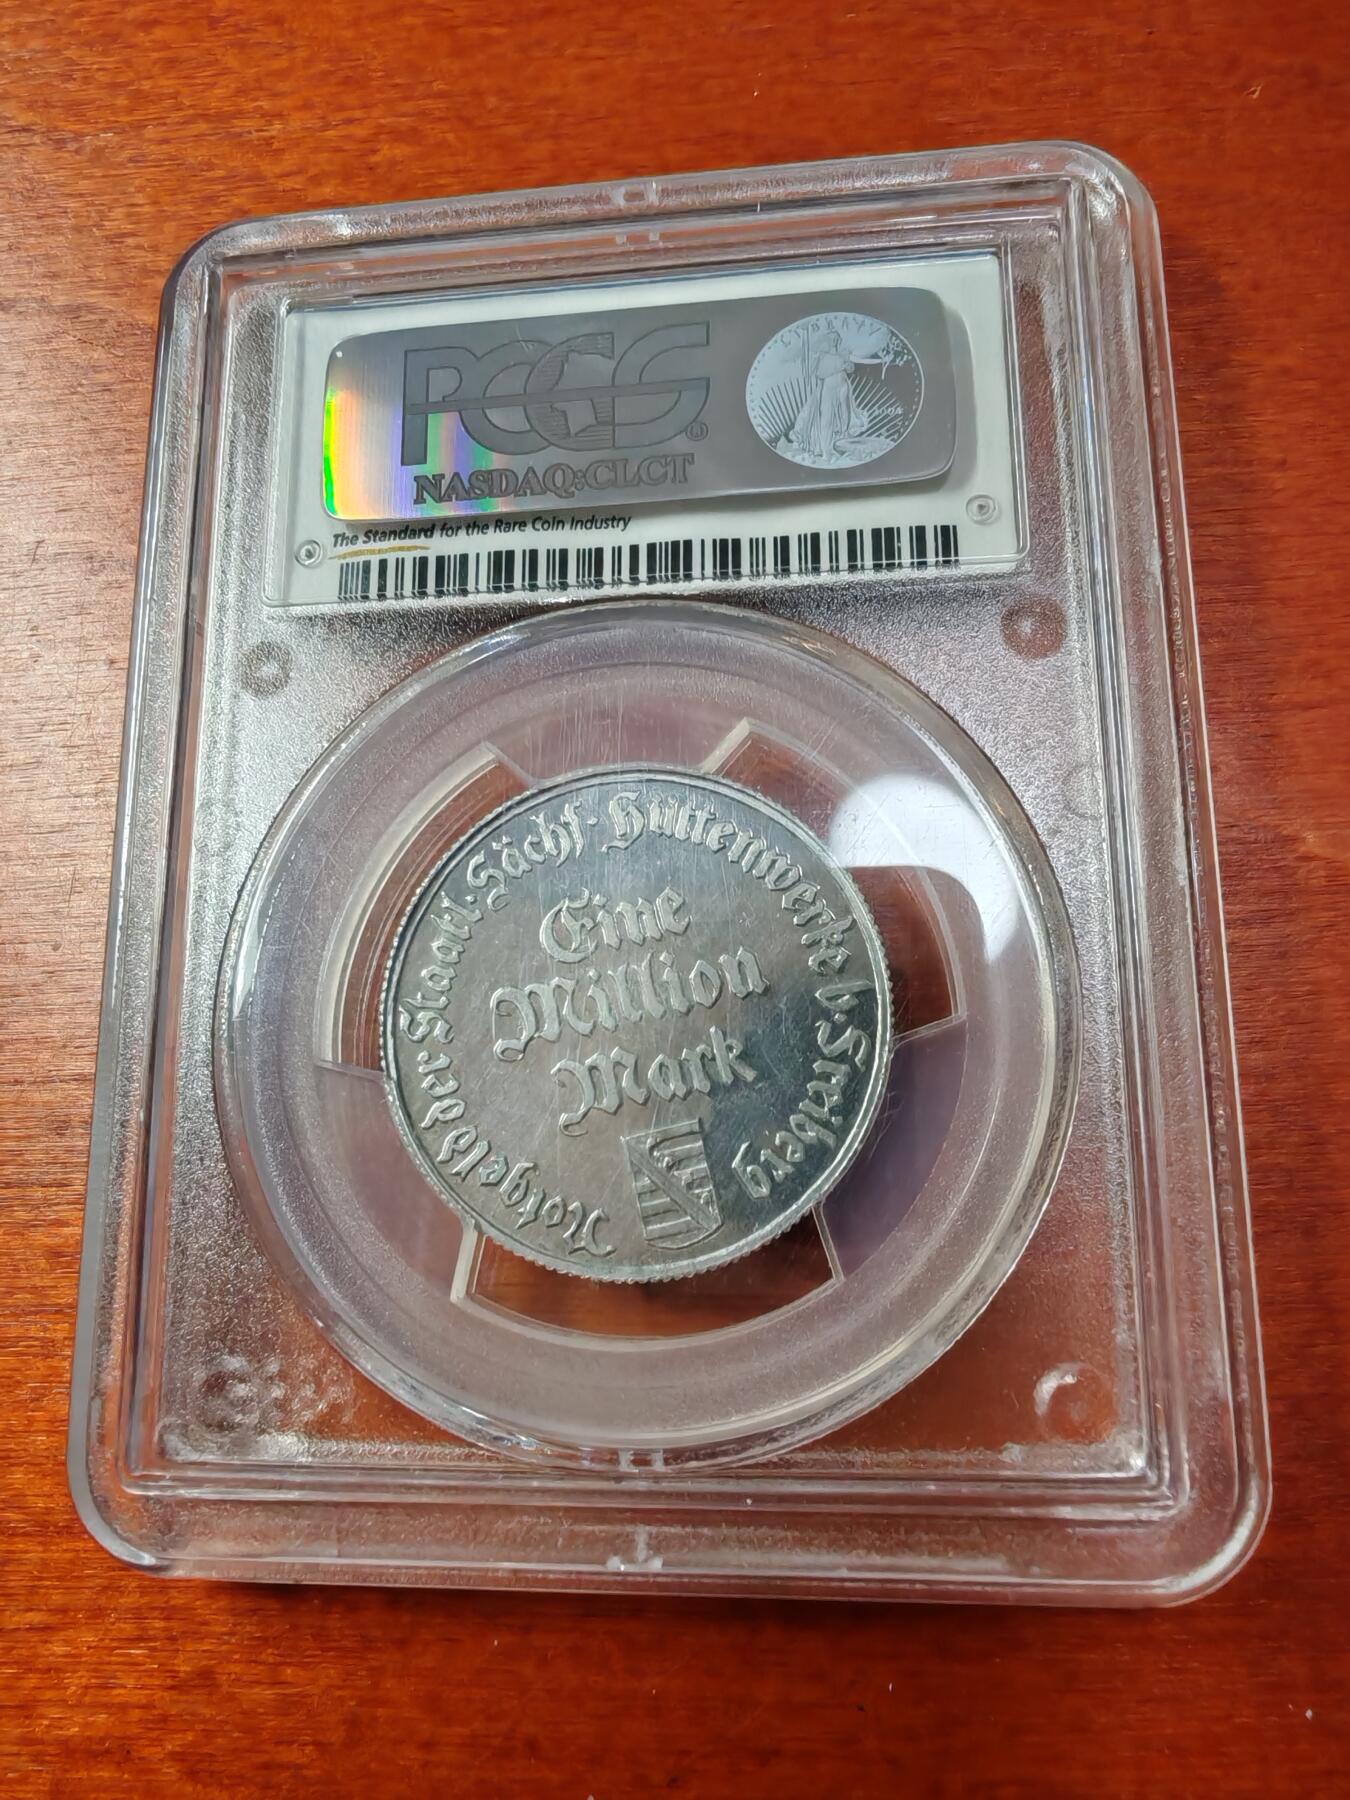 PCGS®
NASDAQ:CLCT
LIBERTY
The Standard for the Rare Coin Industry
Notgeld der Staatl. Sächs. Hüttenwerke b. Freiberg
Eine
Million
Mark